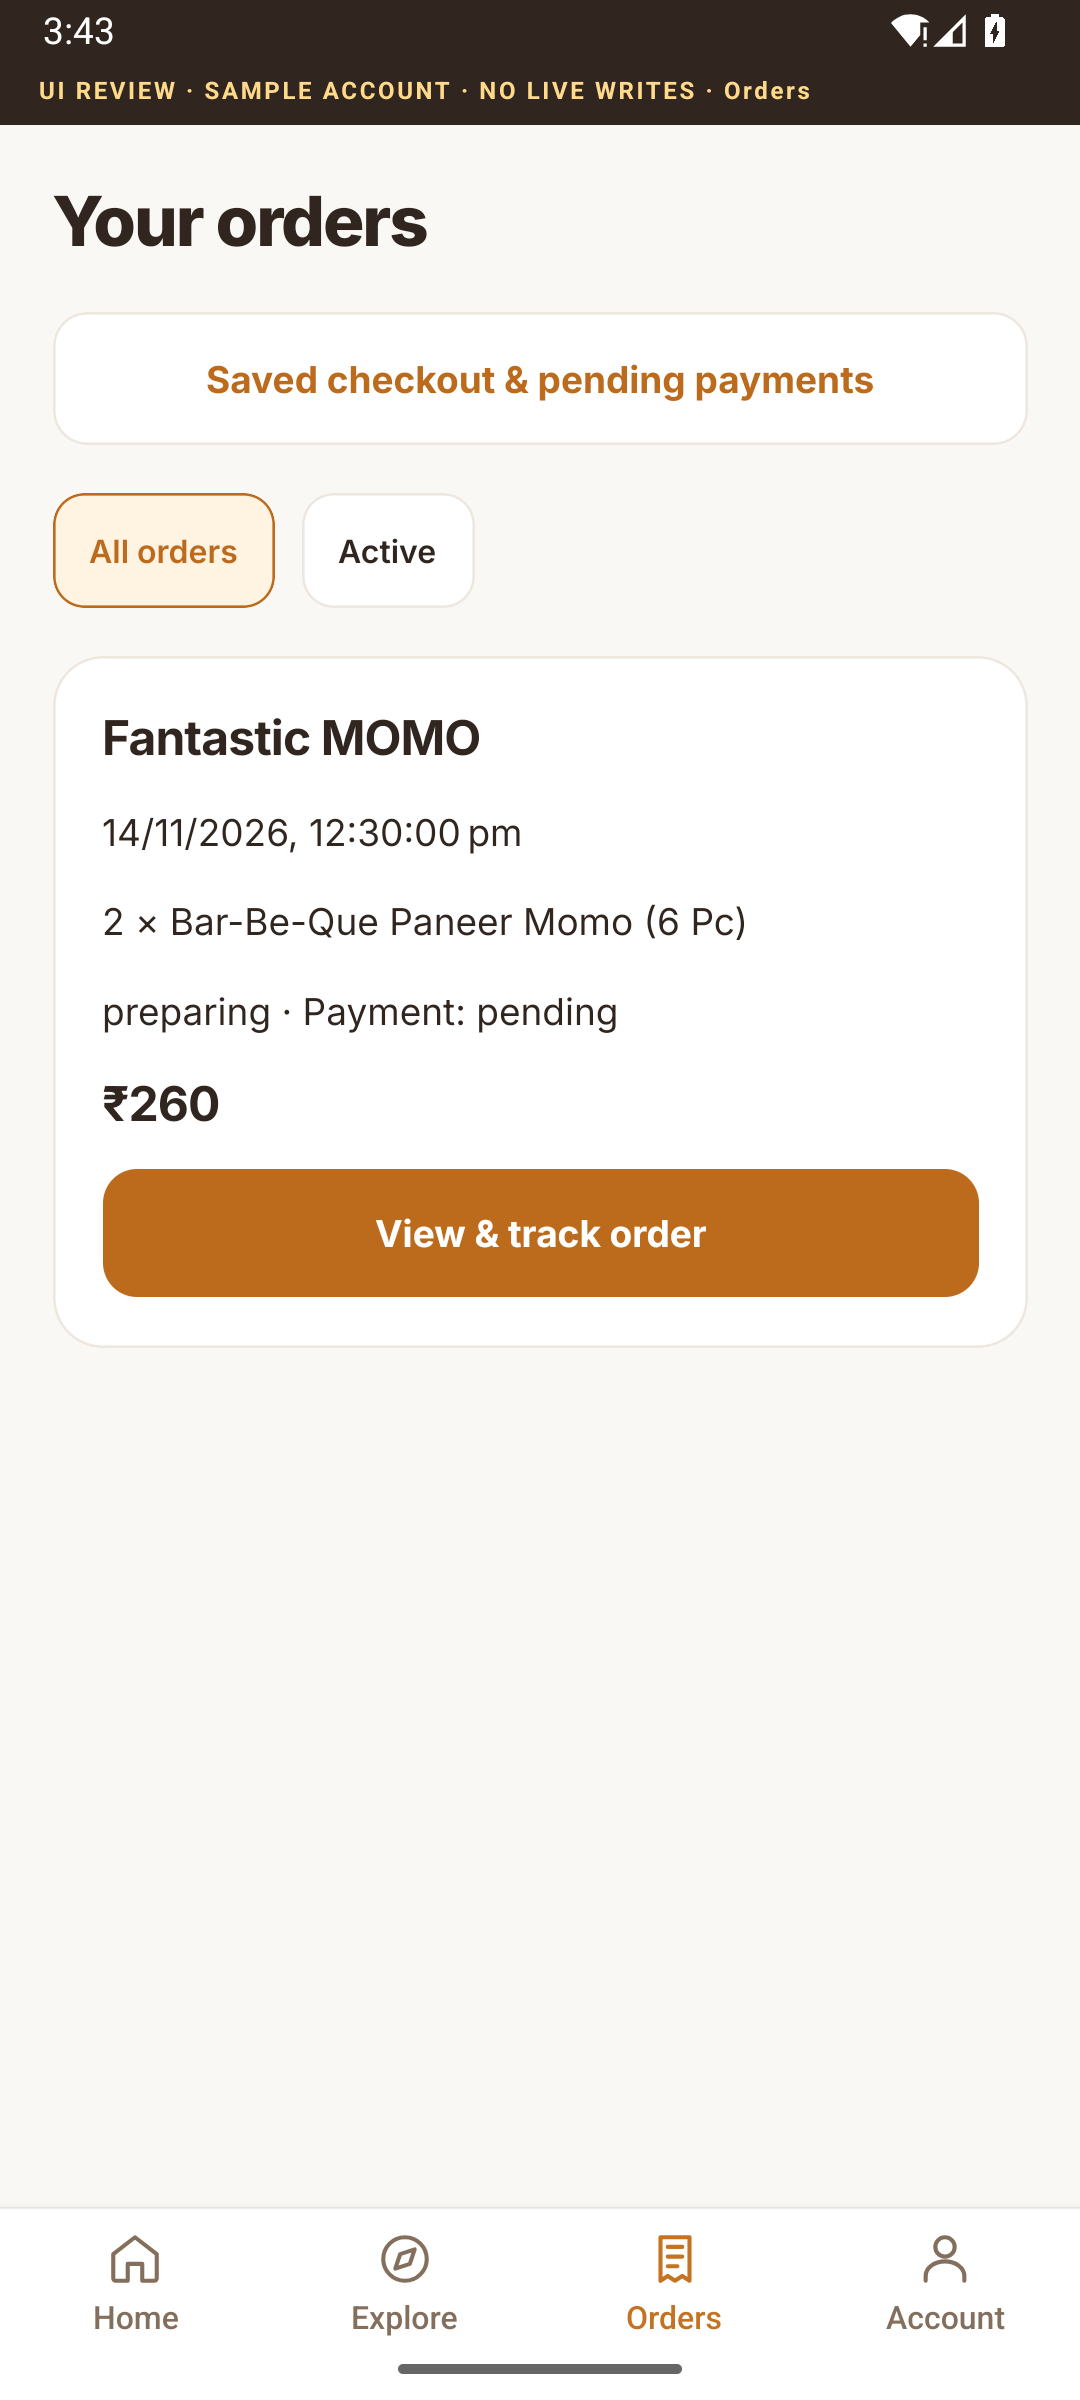 3:43
UI REVIEW · SAMPLE ACCOUNT · NO LIVE WRITES · Orders
Your orders
Saved checkout & pending payments
All orders
Active
Fantastic MOMO
14/11/2026, 12:30:00 pm
2 × Bar-Be-Que Paneer Momo (6 Pc)
preparing · Payment: pending
₹260
View & track order
Home
Explore
Orders
Account